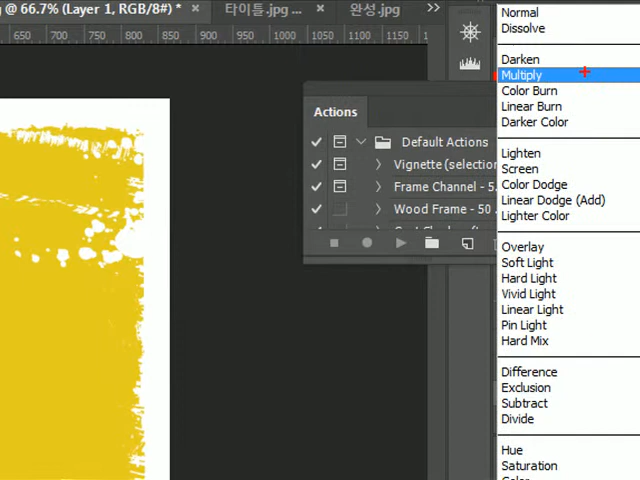 @ 66.7% (Layer 1, RGB/8#) * × 타이틀.jpg ... × 완성.jpg
650 700 750 800 850 900 950 1000 1050 1100 1150
Actions
Default Actions
Vignette (selection
Frame Channel - 5
Wood Frame - 50
Normal
Dissolve
Darken
Multiply
Color Burn
Linear Burn
Darker Color
Lighten
Screen
Color Dodge
Linear Dodge (Add)
Lighter Color
Overlay
Soft Light
Hard Light
Vivid Light
Linear Light
Pin Light
Hard Mix
Difference
Exclusion
Subtract
Divide
Hue
Saturation